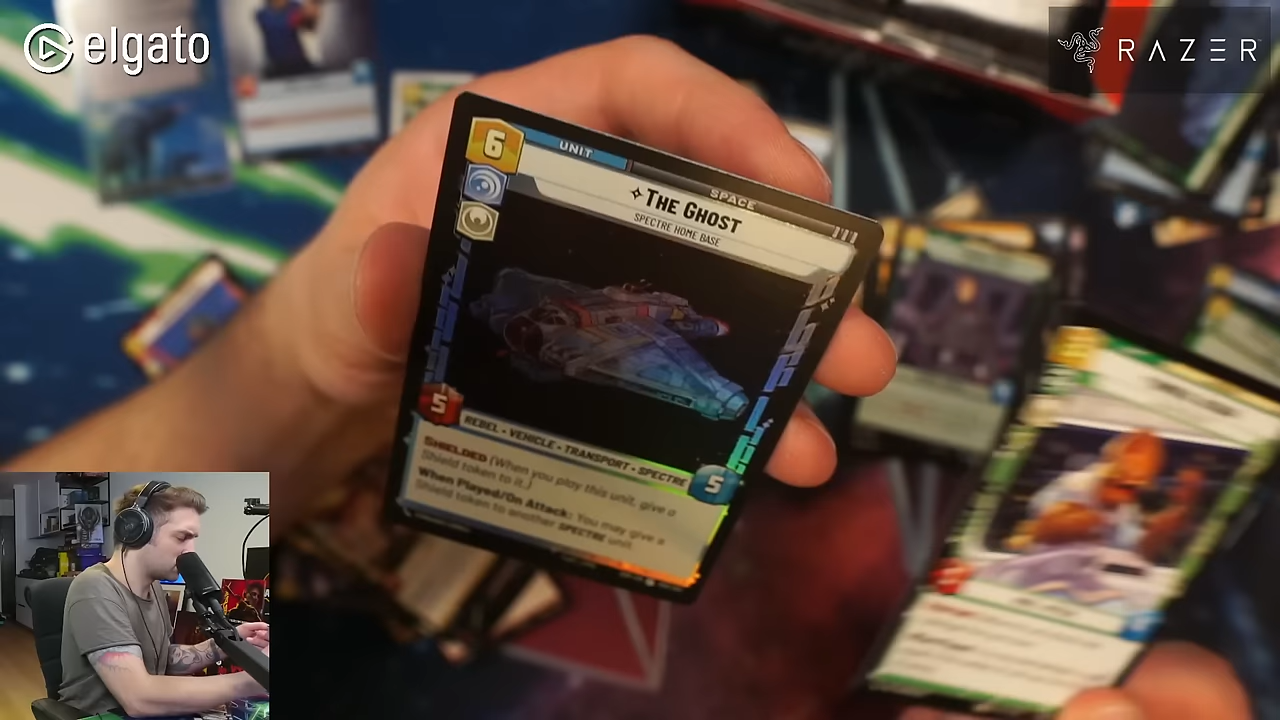 elgato
RAZER
6
UNIT
SPACE
THE GHOST
SPECTRE HOME BASE
5
REBEL • VEHICLE • TRANSPORT • SPECTRE
5
SHIELDED (When you play this unit, give a
Shield token to it.)
When Played/On Attack: You may give a
Shield token to another SPECTRE unit.